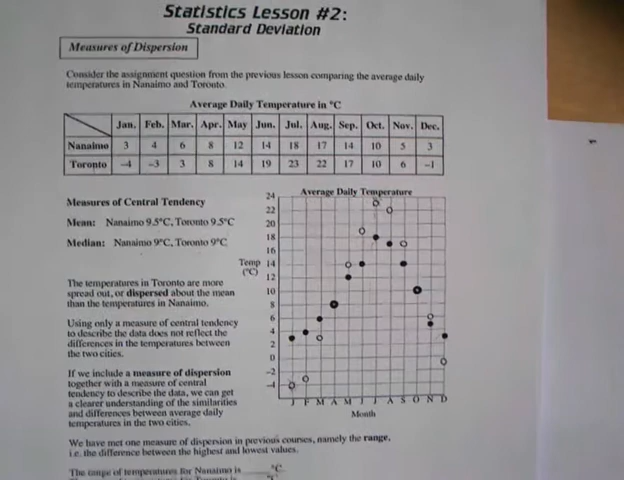 Statistics Lesson #2:
Standard Deviation
Measures of Dispersion
Consider the assignment question from the previous lesson comparing the average daily
temperatures in Nanaimo and Toronto.
Average Daily Temperature in °C
Jan. Feb. Mar. Apr. May Jun. Jul. Aug. Sep. Oct. Nov. Dec.
Nanaimo 3 4 6 8 12 14 18 17 14 10 5 3
Toronto -4 -3 3 8 14 19 23 22 17 10 6 -1
Measures of Central Tendency
Mean: Nanaimo 9.5°C, Toronto 9.5°C
Median: Nanaimo 9°C, Toronto 9°C
The temperatures in Toronto are more
spread out, or dispersed about the mean
than the temperatures in Nanaimo.
Using only a measure of central tendency
to describe the data does not reflect the
differences in the temperatures between
the two cities.
If we include a measure of dispersion
together with a measure of central
tendency to describe the data, we can get
a clearer understanding of the similarities
and differences between average daily
temperatures in the two cities.
Average Daily Temperature
24
22
20
18
16
Temp 14
(°C) 12
10
8
6
4
2
0
-2
-4
J F M A M J J A S O N D
Month
We have met one measure of dispersion in previous courses, namely the range,
i.e. the difference between the highest and lowest values.
The range of temperatures for Nanaimo is ____ °C